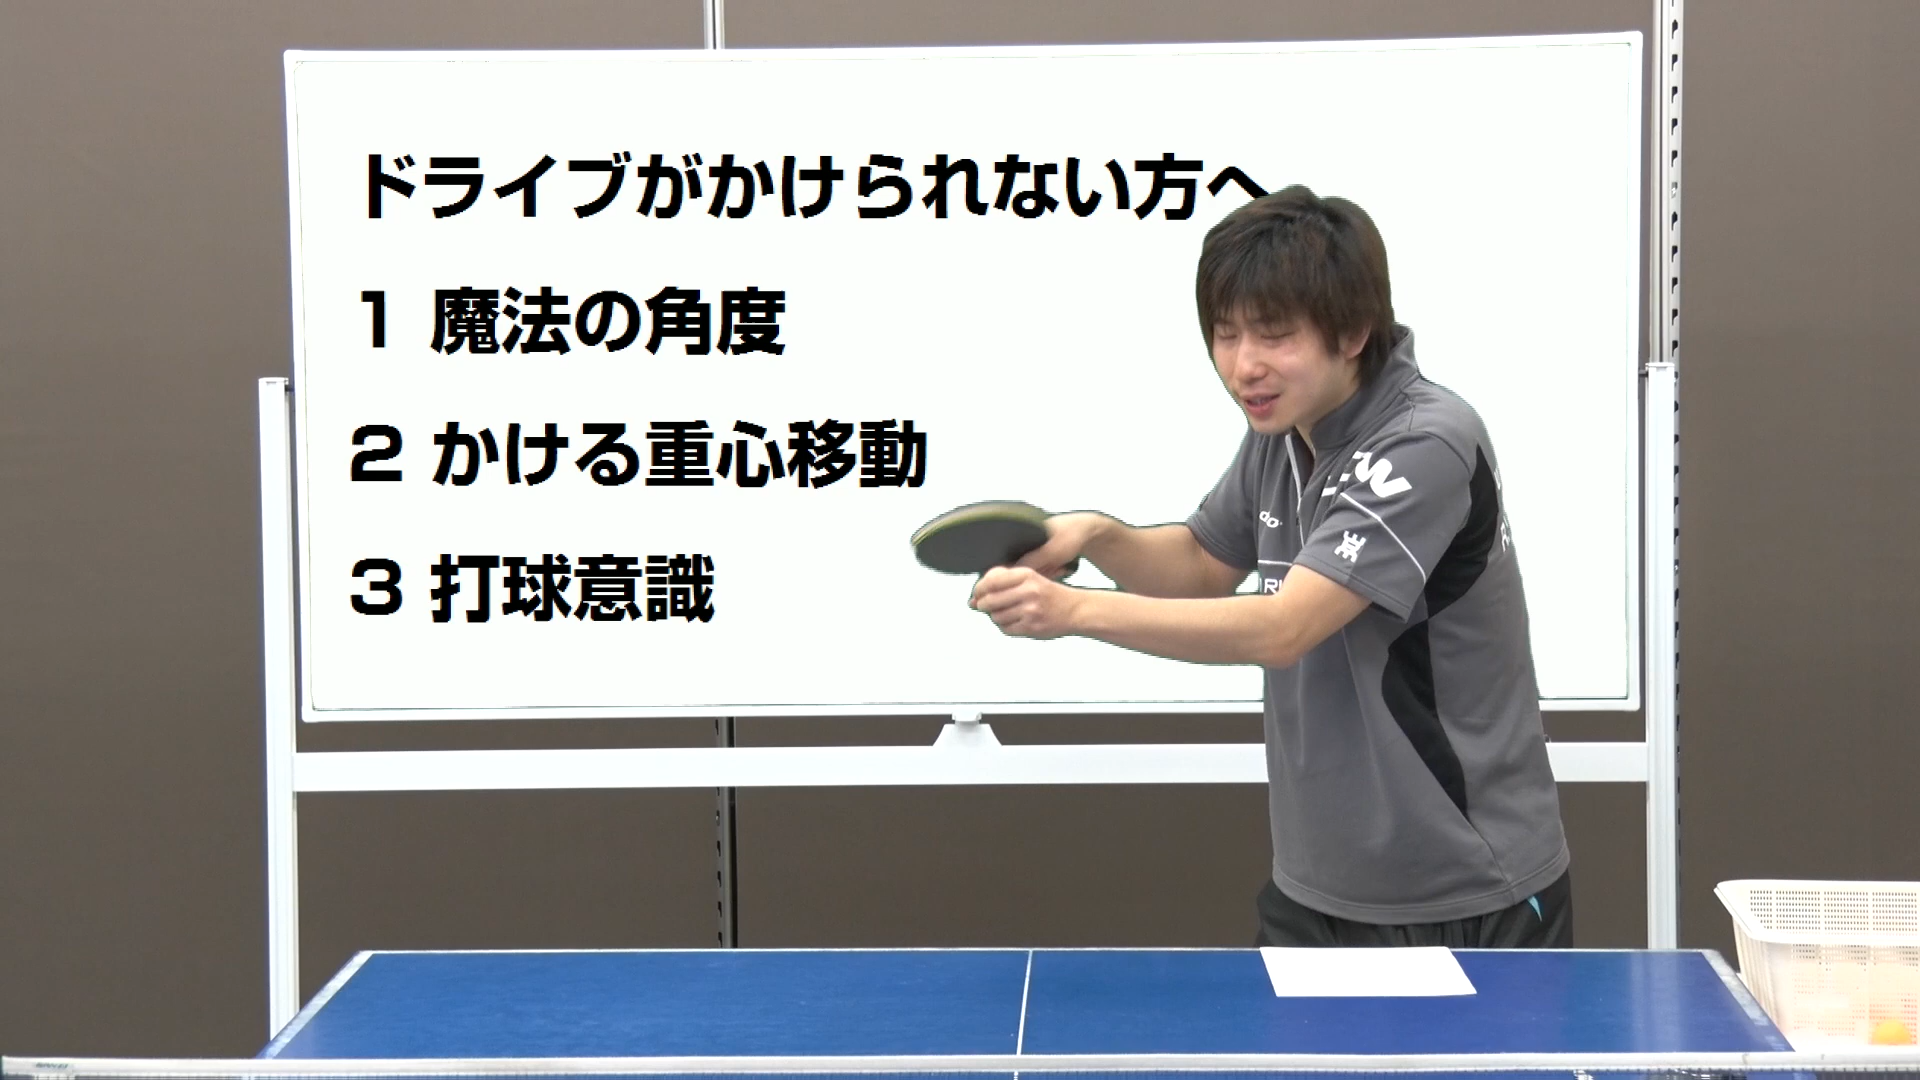 ドライブがかけられない方へ
1 魔法の角度
2 かける重心移動
3 打球意識